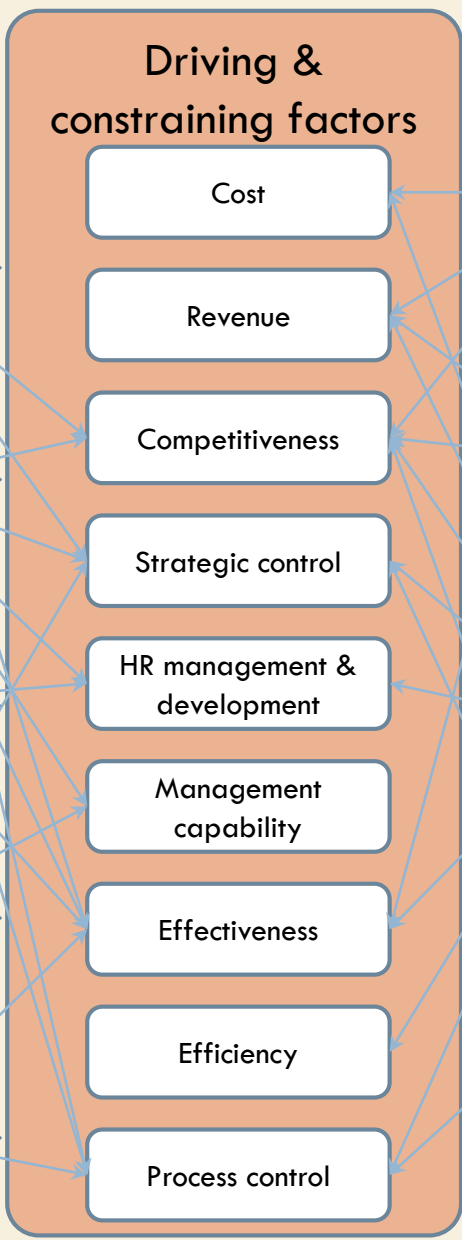 Driving &
constraining factors
Cost
Revenue
Competitiveness
Strategic control
HR management &
development
Management
capability
Effectiveness
Efficiency
Process control